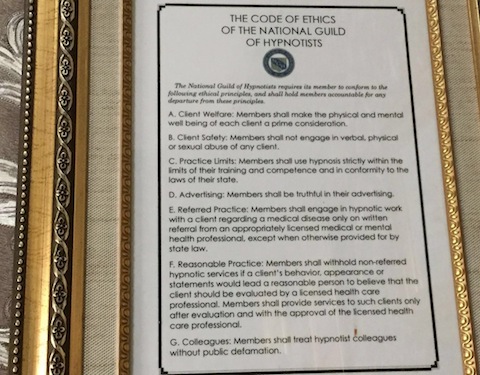 THE CODE OF ETHICS
OF THE NATIONAL GUILD
OF HYPNOTISTS
The National Guild of Hypnotists requires its member to conform to the
following ethical principles, and shall hold members accountable for any
departure from these principles.
A. Client Welfare: Members shall make the physical and mental
well being of each client a prime consideration.
B. Client Safety: Members shall not engage in verbal, physical
or sexual abuse of any client.
C. Practice Limits: Members shall use hypnosis strictly within the
limits of their training and competence and in conformity to the
laws of their state.
D. Advertising: Members shall be truthful in their advertising.
E. Referred Practice: Members shall engage in hypnotic work
with a client regarding a medical disease only on written
referral from an appropriately licensed medical or mental
health professional, except when otherwise provided for by
state law.
F. Reasonable Practice: Members shall withhold non-referred
hypnotic services if a client's behavior, appearance or
statements would lead a reasonable person to believe that the
client should be evaluated by a licensed health care
professional. Members shall provide services to such clients only
after evaluation and with the approval of the licensed health
care professional.
G. Colleagues: Members shall treat hypnotist colleagues
without public defamation.